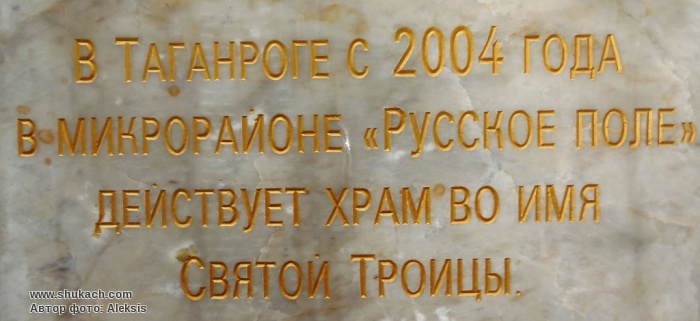 В ТАГАНРОГЕ С 2004 ГОДА
В МИКРОРАЙОНЕ «РУССКОЕ ПОЛЕ»
ДЕЙСТВУЕТ ХРАМ ВО ИМЯ
СВЯТОЙ ТРОИЦЫ.
www.shukach.com
Автор фото: Aleksis